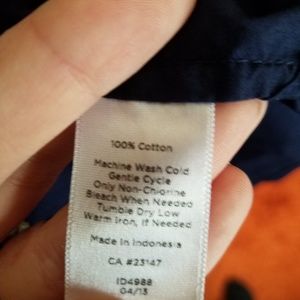 100% Cotton
Machine Wash Cold
Gentle Cycle
Only Non-Chlorine
Bleach When Needed
Tumble Dry Low
Warm Iron, If Needed
Made in Indonesia
CA #23147
ID4988
04/13